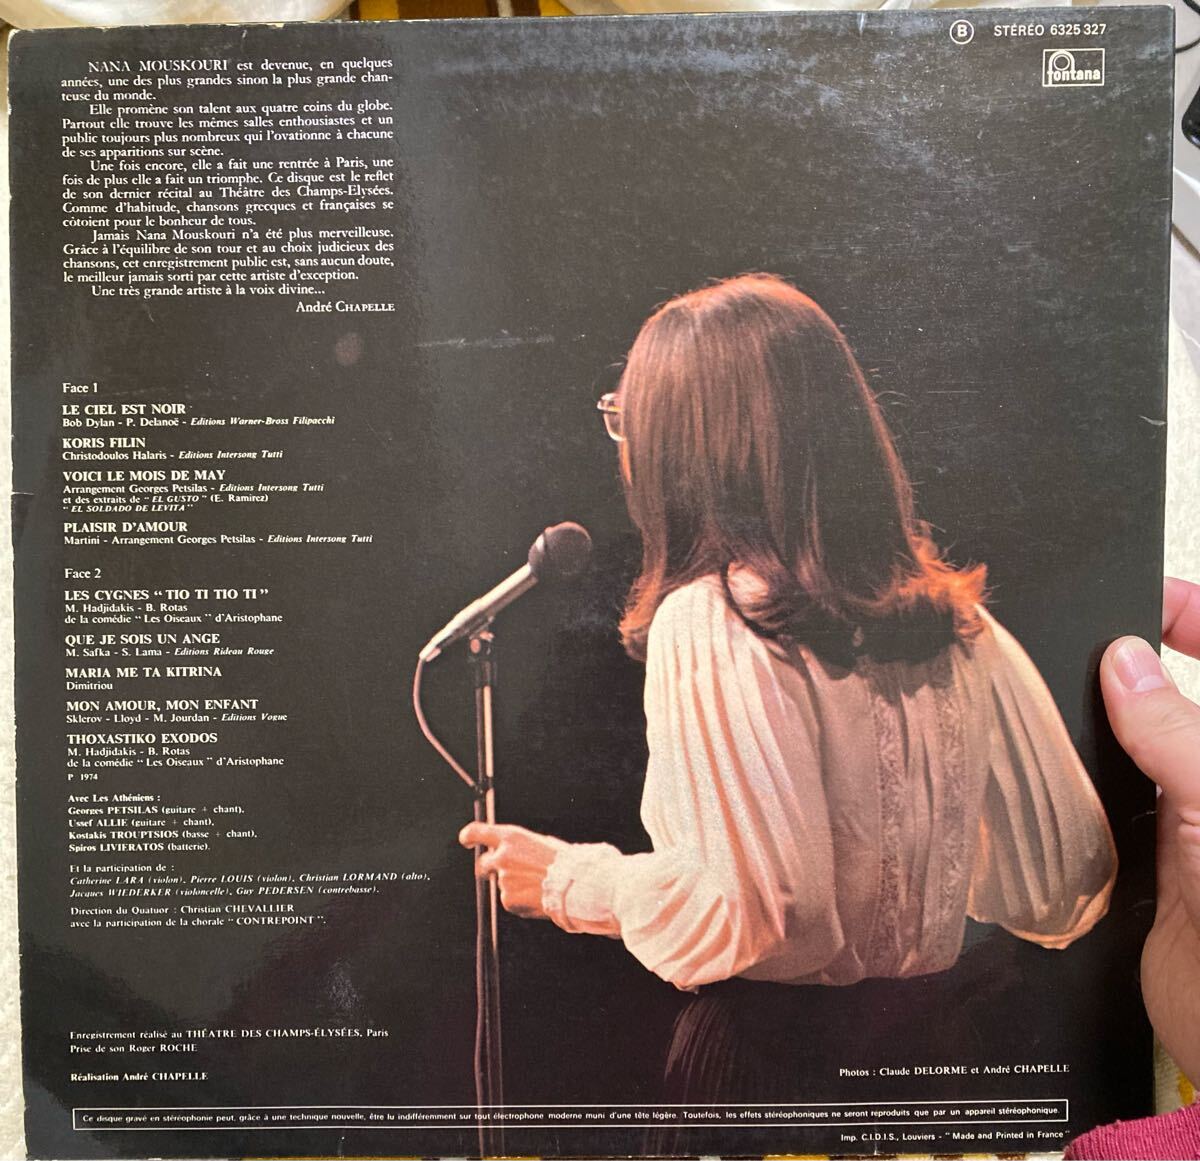 NANA MOUSKOURI est devenue, en quelques
années, une des plus grandes sinon la plus grande chan-
teuse du monde.
Elle promène son talent aux quatre coins du globe.
Partout elle trouve les mêmes salles enthousiastes et un
public toujours plus nombreux qui l'ovationne à chacune
de ses apparitions sur scène.
Une fois encore, elle a fait une rentrée à Paris, une
fois de plus elle a fait un triomphe. Ce disque est le reflet
de son dernier récital au Théâtre des Champs-Elysées.
Comme d'habitude, chansons grecques et françaises se
côtoient pour le bonheur de tous.
Jamais Nana Mouskouri n'a été plus merveilleuse.
Grâce à l'équilibre de son tour et au choix judicieux des
chansons, cet enregistrement public est, sans aucun doute,
le meilleur jamais sorti par cette artiste d'exception.
Une très grande artiste à la voix divine...
André CHAPELLE
B STÉRÉO 6325 327
fontana
Face 1
LE CIEL EST NOIR
Bob Dylan - P. Delanoë - Editions Warner-Bross Filipacchi
KORIS FILIN
Christodoulos Halaris - Editions Intersong Tutti
VOICI LE MOIS DE MAY
Arrangement Georges Petsilas - Editions Intersong Tutti
et des extraits de "EL GUSTO" (E. Ramirez)
"EL SOLDADO DE LEVITA"
PLAISIR D'AMOUR
Martini - Arrangement Georges Petsilas - Editions Intersong Tutti
Face 2
LES CYGNES "TIO TI TIO TI"
M. Hadjidakis - B. Rotas
de la comédie "Les Oiseaux" d'Aristophane
QUE JE SOIS UN ANGE
M. Safka - S. Lama - Editions Rideau Rouge
MARIA ME TA KITRINA
Dimitriou
MON AMOUR, MON ENFANT
Sklerov - Lloyd - M. Jourdan - Editions Vogue
THOXASTIKO EXODOS
M. Hadjidakis - B. Rotas
de la comédie "Les Oiseaux" d'Aristophane
P 1974
Avec Les Athéniens :
Georges PETSILAS (guitare + chant),
Ussef ALLIE (guitare + chant),
Kostakis TROUPTSIOS (basse + chant),
Spiros LIVIERATOS (batterie).
Et la participation de :
Catherine LARA (violon), Pierre LOUIS (violon), Christian LORMAND (alto),
Jacques WIEDERKER (violoncelle), Guy PEDERSEN (contrebasse).
Direction du Quatuor : Christian CHEVALLIER
avec la participation de la chorale "CONTREPOINT".
Enregistrement réalisé au THÉATRE DES CHAMPS-ÉLYSÉES, Paris
Prise de son Roger ROCHE
Réalisation André CHAPELLE
Photos : Claude DELORME et André CHAPELLE
Ce disque gravé en stéréophonie peut, grâce à une technique nouvelle, être lu indifféremment sur tout électrophone moderne muni d'une tête légère. Toutefois, les effets stéréophoniques ne seront reproduits que par un appareil stéréophonique.
Imp. C.I.D.I.S., Louviers - "Made and Printed in France"